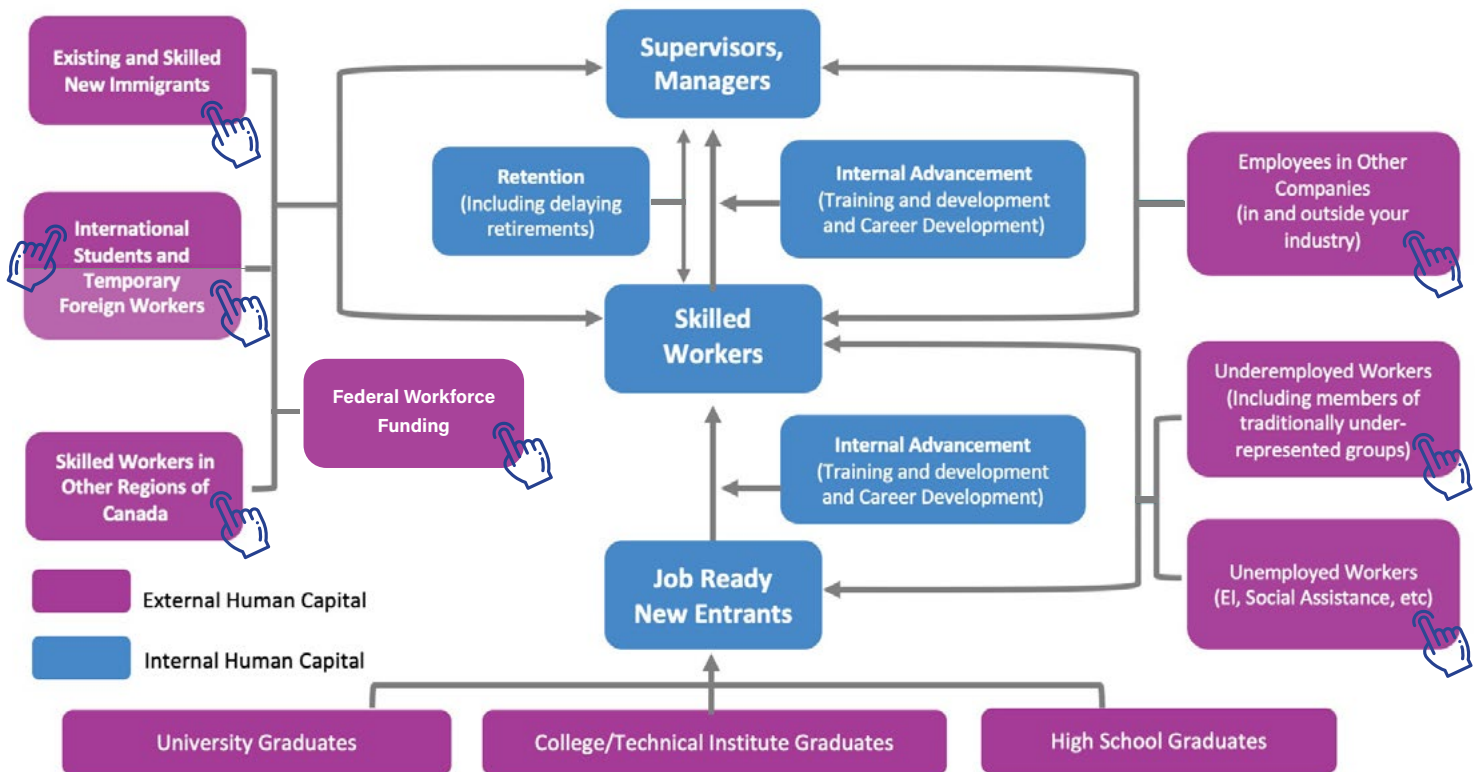 Existing and Skilled
New Immigrants
Supervisors,
Managers
Retention
(Including delaying
retirements)
Internal Advancement
(Training and development
and Career Development)
Employees in Other
Companies
(in and outside your
industry)
International
Students and
Temporary
Foreign Workers
Skilled
Workers
Federal Workforce
Funding
Underemployed Workers
(Including members of
traditionally under-
represented groups)
Skilled Workers in
Other Regions of
Canada
Internal Advancement
(Training and development
and Career Development)
Job Ready
New Entrants
Unemployed Workers
(EI, Social Assistance, etc)
External Human Capital
Internal Human Capital
University Graduates
College/Technical Institute Graduates
High School Graduates